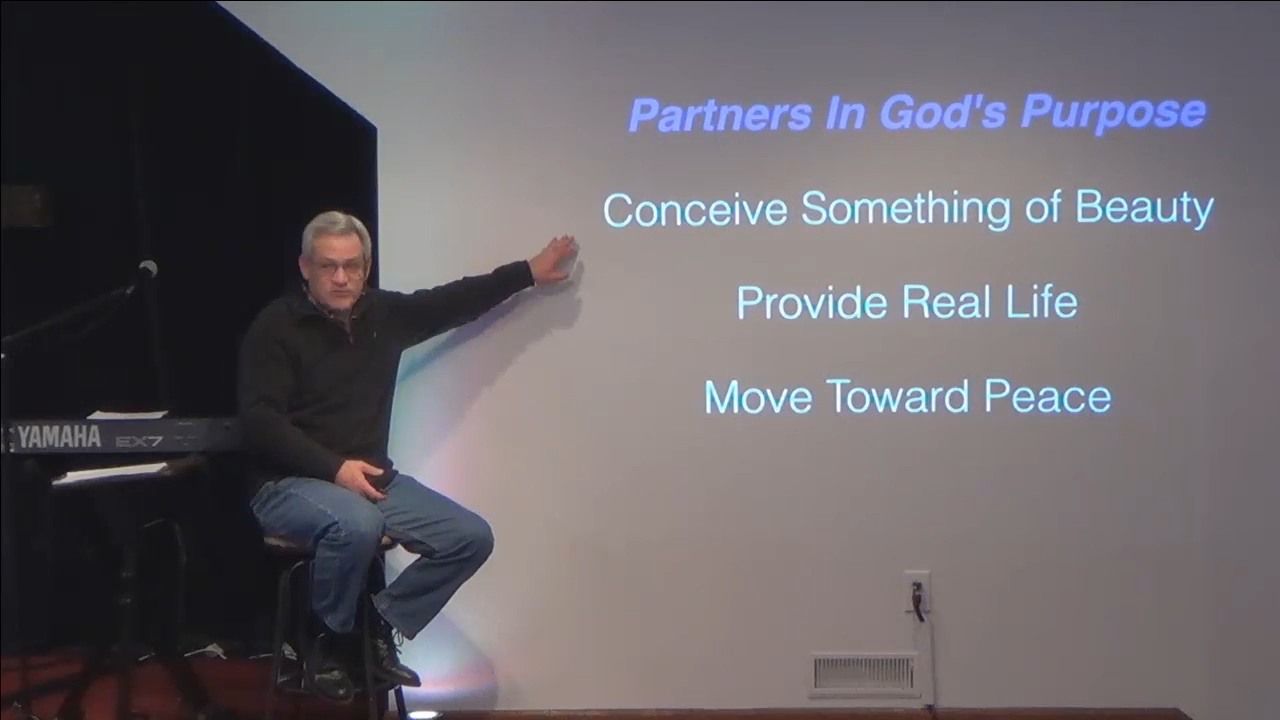 Partners In God's Purpose
Conceive Something of Beauty
Provide Real Life
Move Toward Peace
YAMAHA EX7